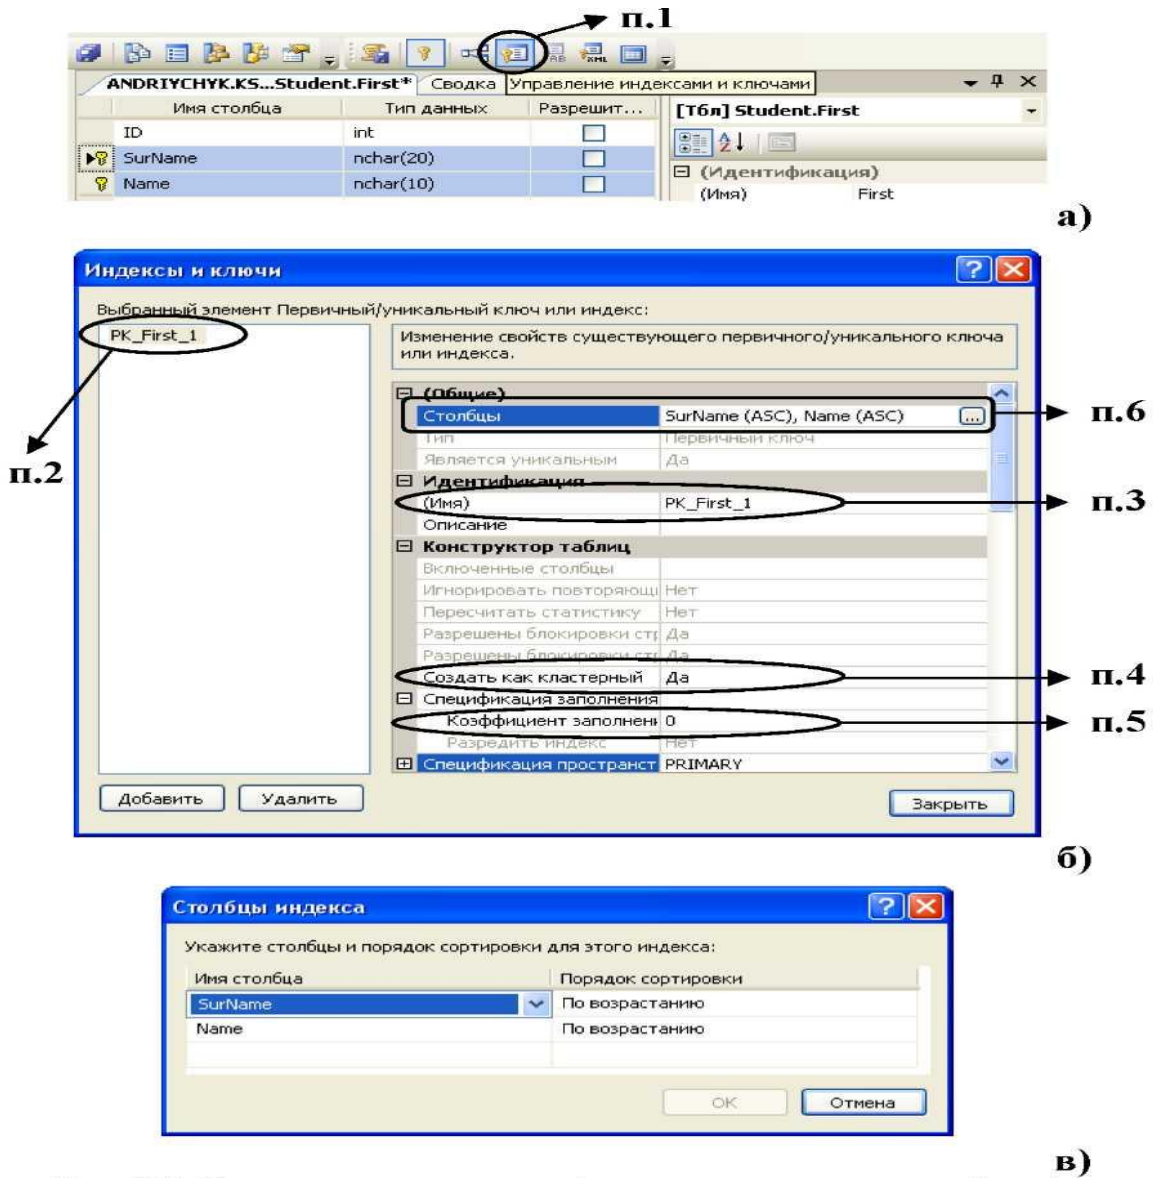 п.1
ANDRIYCHYK.KS...Student.First* Сводка Управление индексами и ключами
Имя столбца Тип данных Разрешит... [Тбл] Student.First
ID int
SurName nchar(20)
Name nchar(10)
(Идентификация)
(Имя) First
а)
Индексы и ключи
Выбранный элемент Первичный/уникальный ключ или индекс:
PK_First_1
Изменение свойств существующего первичного/уникального ключа
или индекса.
(Общие)
Столбцы SurName (ASC), Name (ASC) ... п.6
Тип Первичный ключ
Является уникальным Да
п.2
Идентификация
(Имя) PK_First_1 п.3
Описание
Конструктор таблиц
Включенные столбцы
Игнорировать повторяющ Нет
Пересчитать статистику Нет
Разрешены блокировки стр Да
Разрешены блокировки стр Да
Создать как кластерный Да п.4
Спецификация заполнения
Коэффициент заполнен 0 п.5
Разредить индекс Нет
Спецификация пространст PRIMARY
Добавить Удалить Закрыть
б)
Столбцы индекса
Укажите столбцы и порядок сортировки для этого индекса:
Имя столбца Порядок сортировки
SurName По возрастанию
Name По возрастанию
OK Отмена
в)